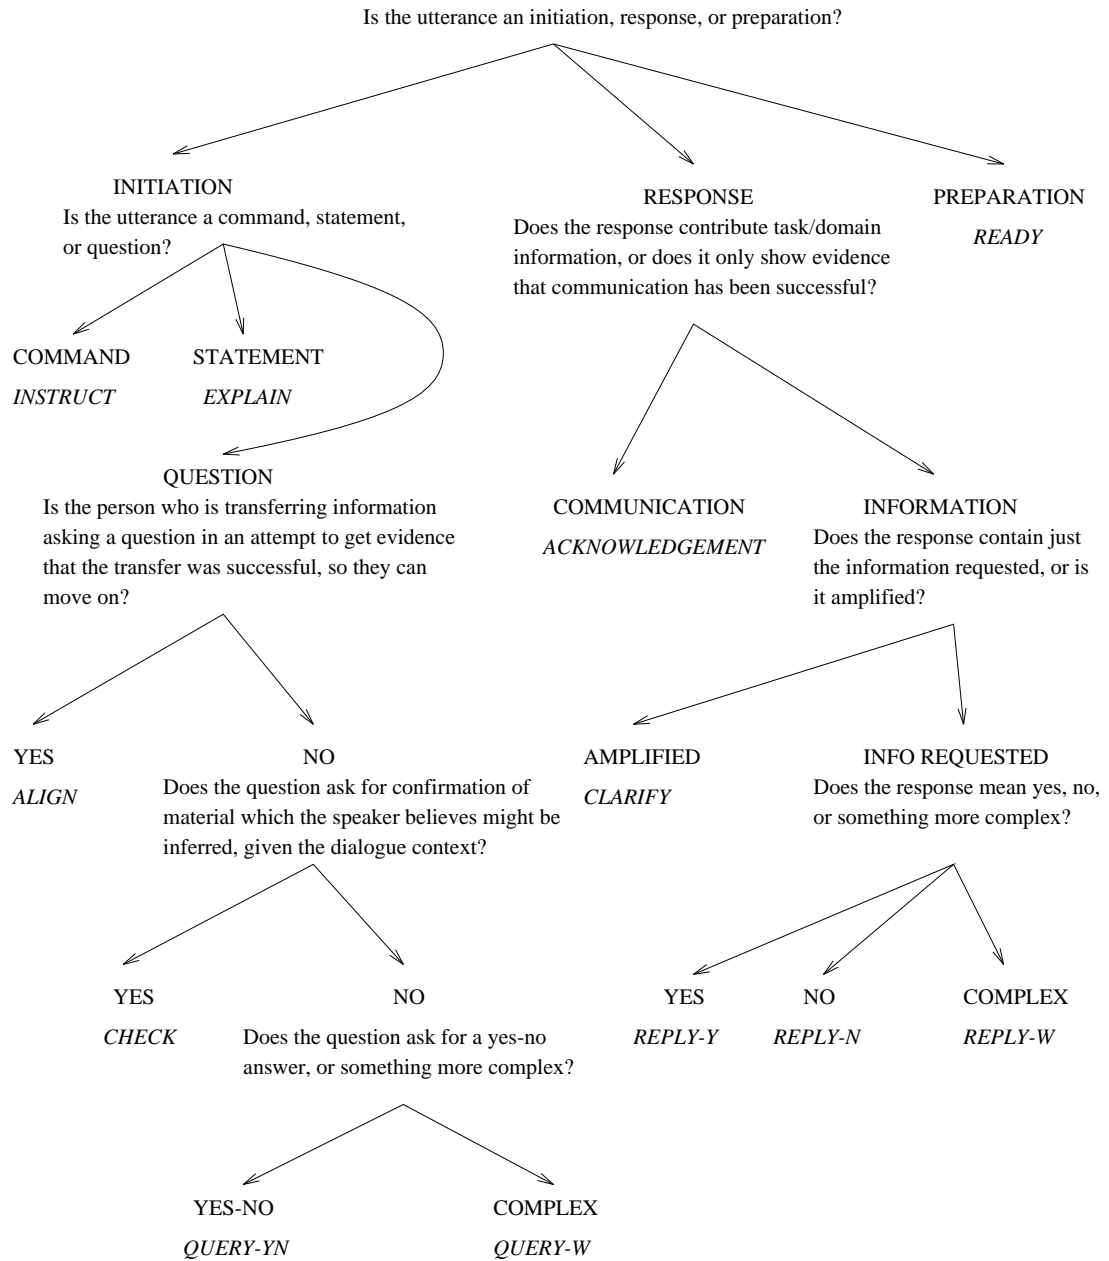 Is the utterance an initiation, response, or preparation?
INITIATION
Is the utterance a command, statement,
or question?
RESPONSE
Does the response contribute task/domain
information, or does it only show evidence
that communication has been successful?
PREPARATION
READY
COMMAND
INSTRUCT
STATEMENT
EXPLAIN
QUESTION
Is the person who is transferring information
asking a question in an attempt to get evidence
that the transfer was successful, so they can
move on?
COMMUNICATION
ACKNOWLEDGEMENT
INFORMATION
Does the response contain just
the information requested, or is
it amplified?
YES
ALIGN
NO
Does the question ask for confirmation of
material which the speaker believes might be
inferred, given the dialogue context?
AMPLIFIED
CLARIFY
INFO REQUESTED
Does the response mean yes, no,
or something more complex?
YES
CHECK
NO
Does the question ask for a yes-no
answer, or something more complex?
YES
REPLY-Y
NO
REPLY-N
COMPLEX
REPLY-W
YES-NO
QUERY-YN
COMPLEX
QUERY-W